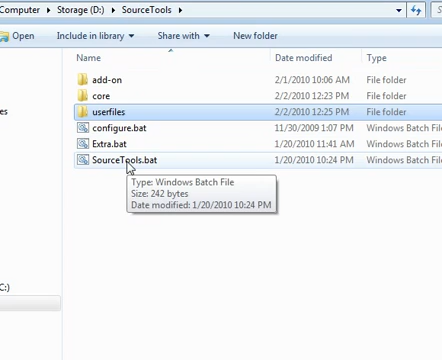 Computer ▸ Storage (D:) ▸ SourceTools ▸
Open Include in library ▾ Share with ▾ New folder
Name Date modified Type
add-on 2/1/2010 10:06 AM File folder
core 2/2/2010 12:23 PM File folder
userfiles 2/2/2010 12:25 PM File folder
configure.bat 11/30/2009 1:07 PM Windows Batch File
Extra.bat 1/20/2010 11:41 AM Windows Batch File
SourceTools.bat 1/20/2010 10:24 PM Windows Batch File
Type: Windows Batch File
Size: 242 bytes
Date modified: 1/20/2010 10:24 PM
C:)